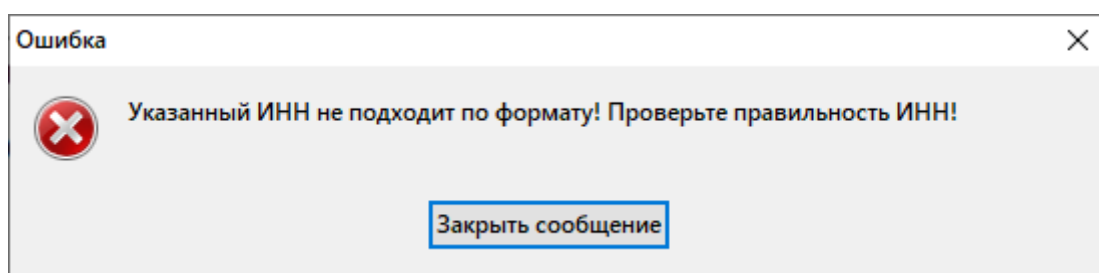 Ошибка
Указанный ИНН не подходит по формату! Проверьте правильность ИНН!
Закрыть сообщение